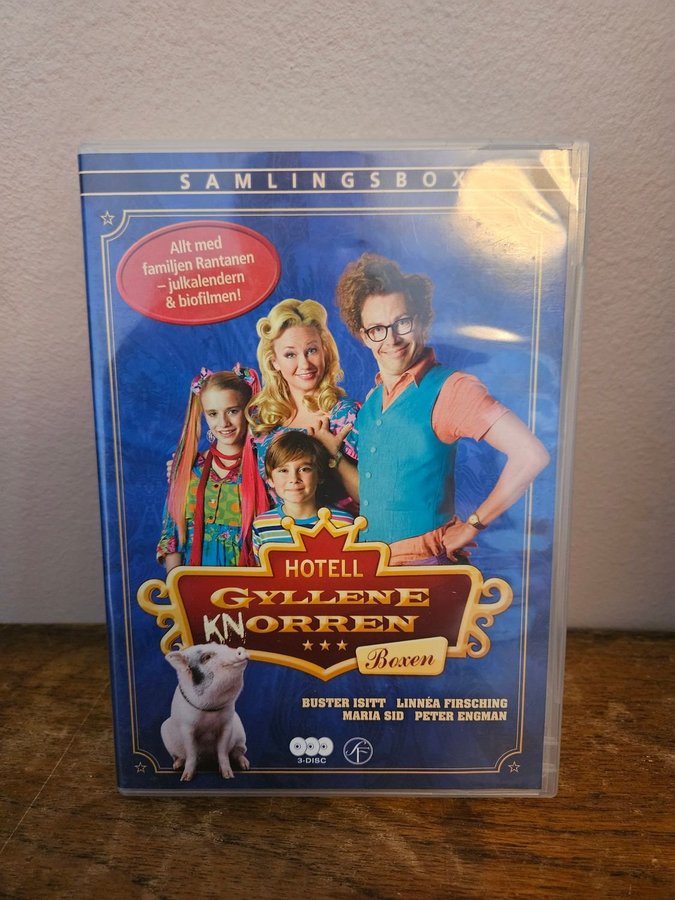 SAMLINGSBOX
Allt med
familjen Rantanen
– julkalendern
& biofilmen!
HOTELL
GYLLENE
KNORREN
Boxen
BUSTER ISITT LINNÉA FIRSCHING
MARIA SID PETER ENGMAN
3-DISC
SF